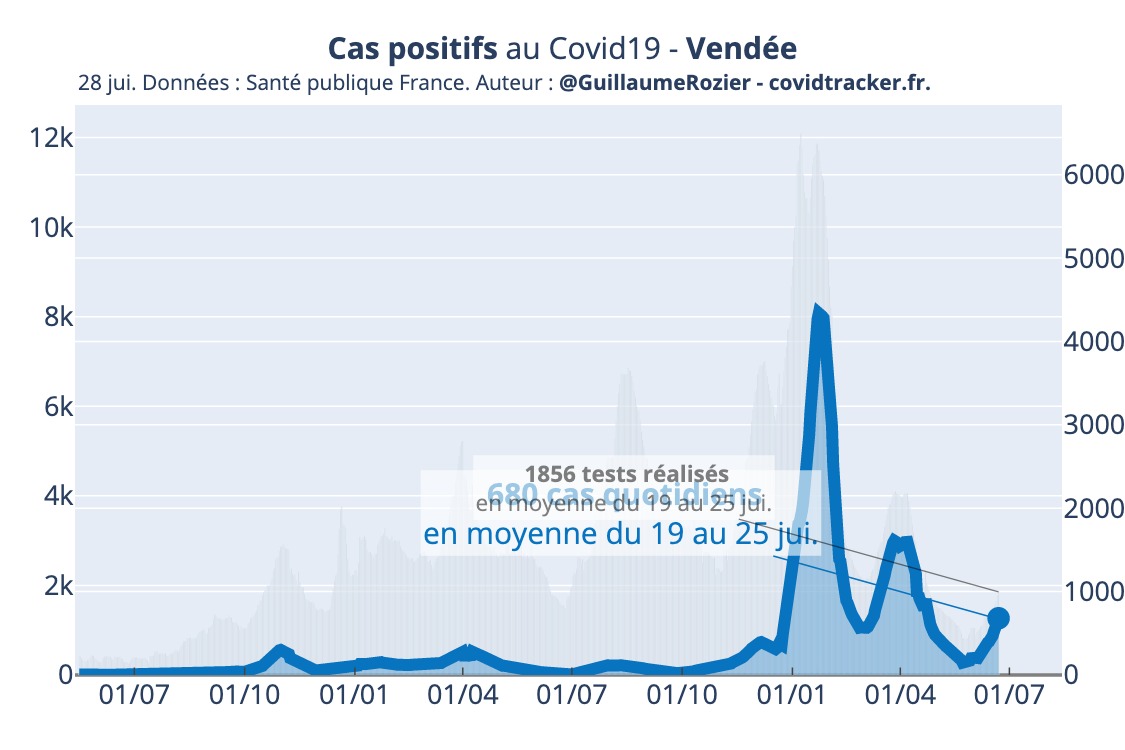 Cas positifs au Covid19 - Vendée
28 jui. Données : Santé publique France. Auteur : @GuillaumeRozier - covidtracker.fr.
12k
10k
8k
6k
4k
2k
0
6000
5000
4000
3000
2000
1000
0
1856 tests réalisés
en moyenne du 19 au 25 jui.
680 cas quotidiens
en moyenne du 19 au 25 jui.
01/07 01/10 01/01 01/04 01/07 01/10 01/01 01/04 01/07